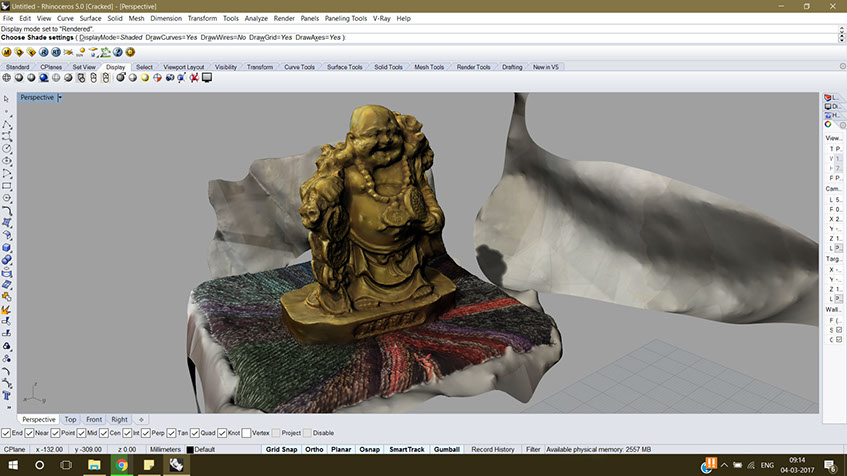 Untitled - Rhinoceros 5.0 [Cracked] - [Perspective]
File Edit View Curve Surface Solid Mesh Dimension Transform Tools Analyze Render Panels Paneling Tools V-Ray Help
Display mode set to "Rendered".
Choose Shade settings ( DisplayMode=Shaded DrawCurves=Yes DrawWires=No DrawGrid=Yes DrawAxes=Yes ):
Standard CPlanes Set View Display Select Viewport Layout Visibility Transform Curve Tools Surface Tools Solid Tools Mesh Tools Render Tools Drafting New in V5
Perspective
L...
Di...
H...
View...
T P...
W 1...
H 7...
P P...
Cam...
L 5...
F 0...
X 2...
Y -...
Z 1...
L P...
Targ...
X -...
Y -...
Z 1...
L P...
Wall...
F (...
S
G
Perspective Top Front Right
End Near Point Mid Cen Int Perp Tan Quad Knot Vertex Project Disable
CPlane x -132.00 y -309.00 z 0.00 Millimeters Default Grid Snap Ortho Planar Osnap SmartTrack Gumball Record History Filter Available physical memory: 2557 MB
09:14
04-03-2017